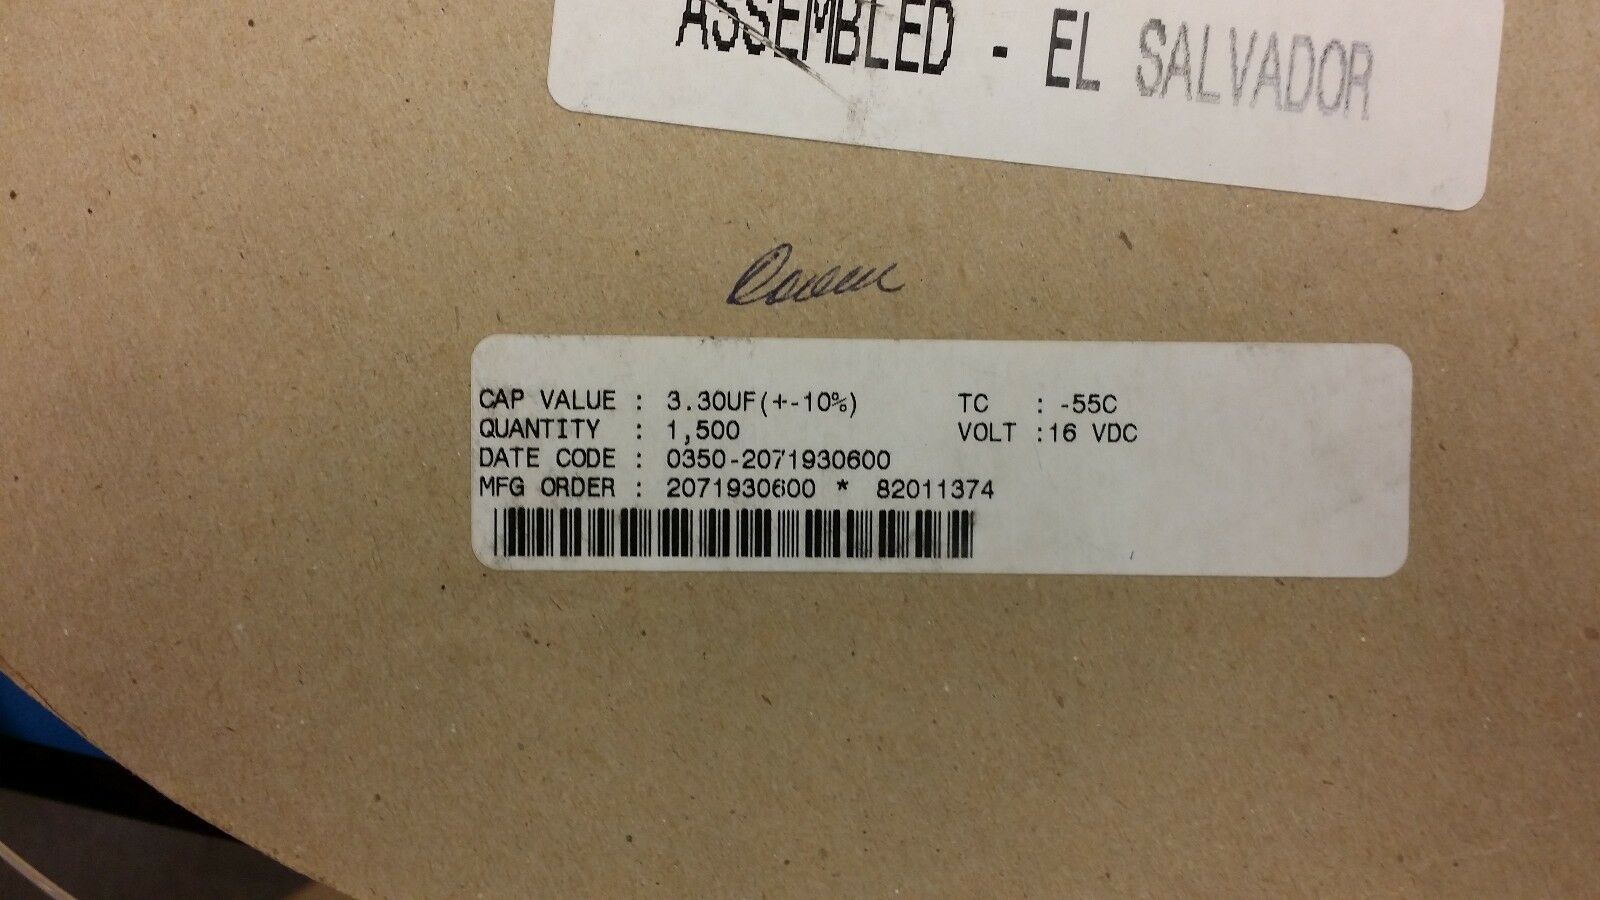 ASSEMBLED - EL SALVADOR
CAP VALUE : 3.30UF(+-10%) TC : -55C
QUANTITY : 1,500 VOLT :16 VDC
DATE CODE : 0350-2071930600
MFG ORDER : 2071930600 * 82011374